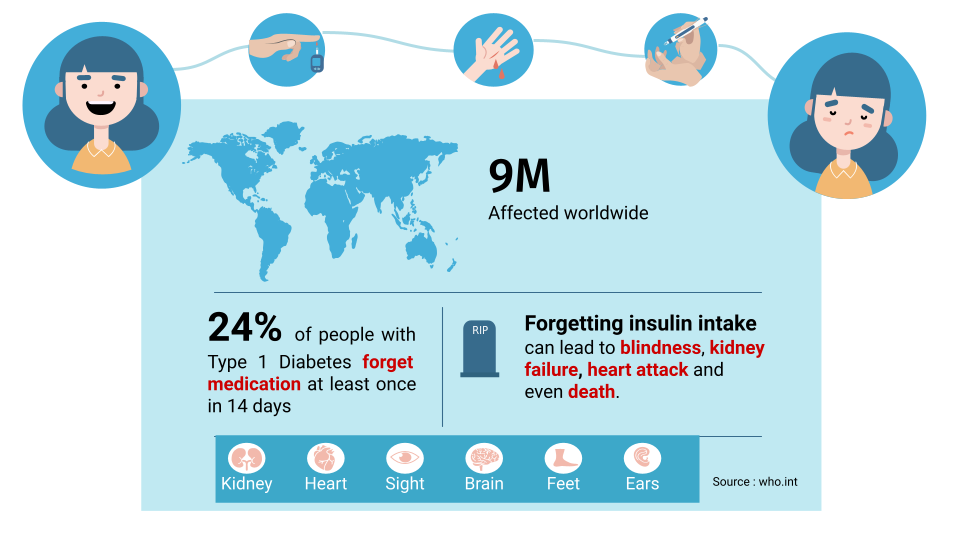 9M
Affected worldwide
24% of people with
Type 1 Diabetes forget
medication at least once
in 14 days
RIP
Forgetting insulin intake
can lead to blindness, kidney
failure, heart attack and
even death.
Kidney Heart Sight Brain Feet Ears
Source : who.int